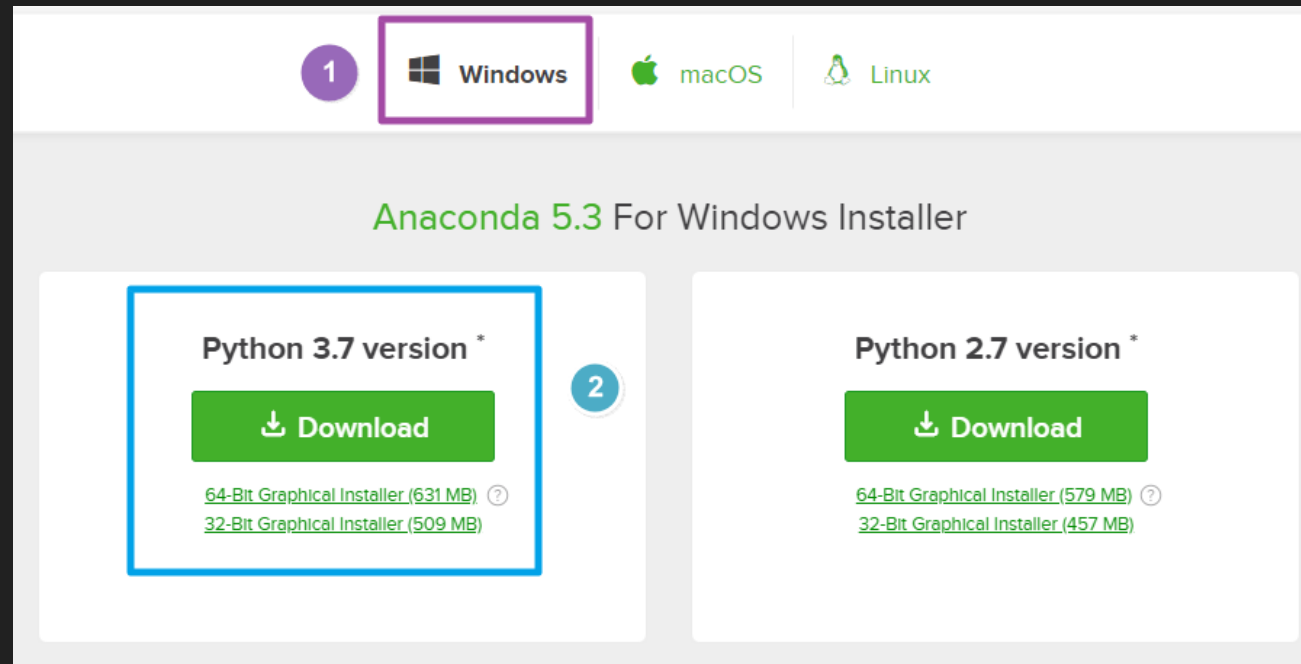 1 Windows macOS Linux
Anaconda 5.3 For Windows Installer
Python 3.7 version *
Download
64-Bit Graphical Installer (631 MB) ?
32-Bit Graphical Installer (509 MB)
2
Python 2.7 version *
Download
64-Bit Graphical Installer (579 MB) ?
32-Bit Graphical Installer (457 MB)